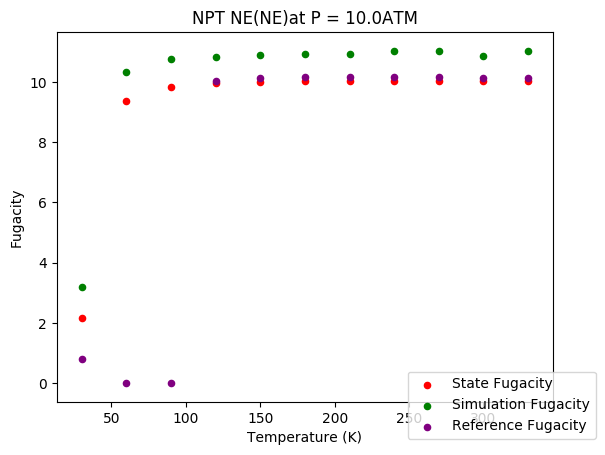 NPT NE(NE)at P = 10.0ATM
Fugacity
10
8
6
4
2
0
50
100
150
200
250
300
Temperature (K)
State Fugacity
Simulation Fugacity
Reference Fugacity